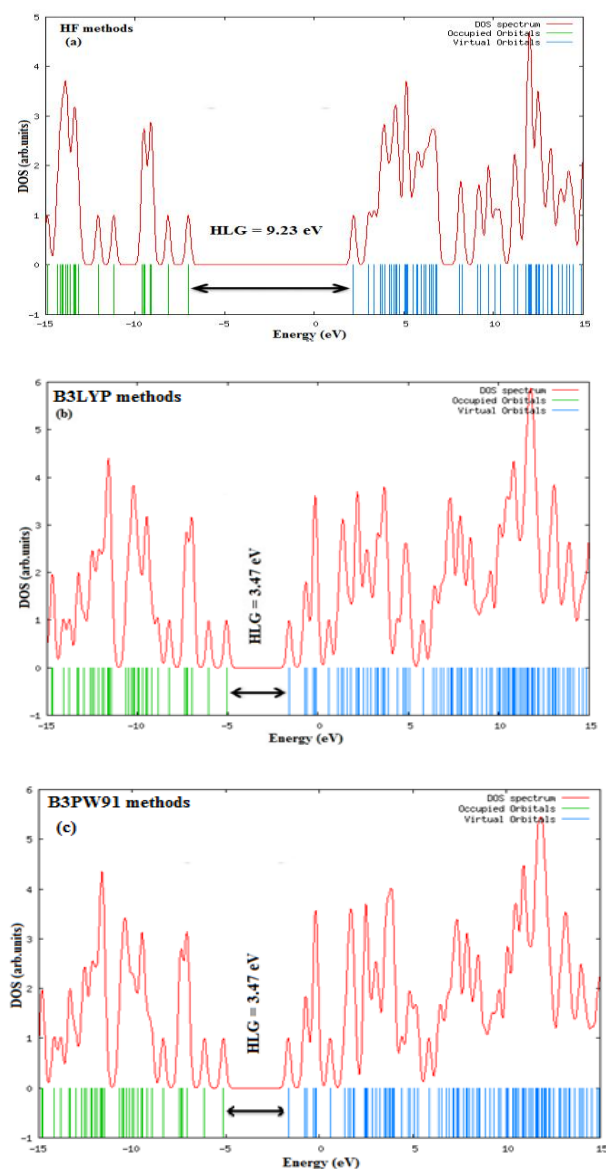 HF methods
(a)
DOS spectrum
Occupied Orbitals
Virtual Orbitals
5
4
3
2
1
0
-1
DOS (arb.units)
HLG = 9.23 eV
-15 -10 -5 0 5 10 15
Energy (eV)
B3LYP methods
(b)
DOS spectrum
Occupied Orbitals
Virtual Orbitals
6
5
4
3
2
1
0
-1
DOS (arb.units)
HLG = 3.47 eV
-15 -10 -5 0 5 10 15
Energy (eV)
B3PW91 methods
(c)
DOS spectrum
Occupied Orbitals
Virtual Orbitals
6
5
4
3
2
1
0
-1
DOS (arb.units)
HLG = 3.47 eV
-15 -10 -5 0 5 10 15
Energy (eV)